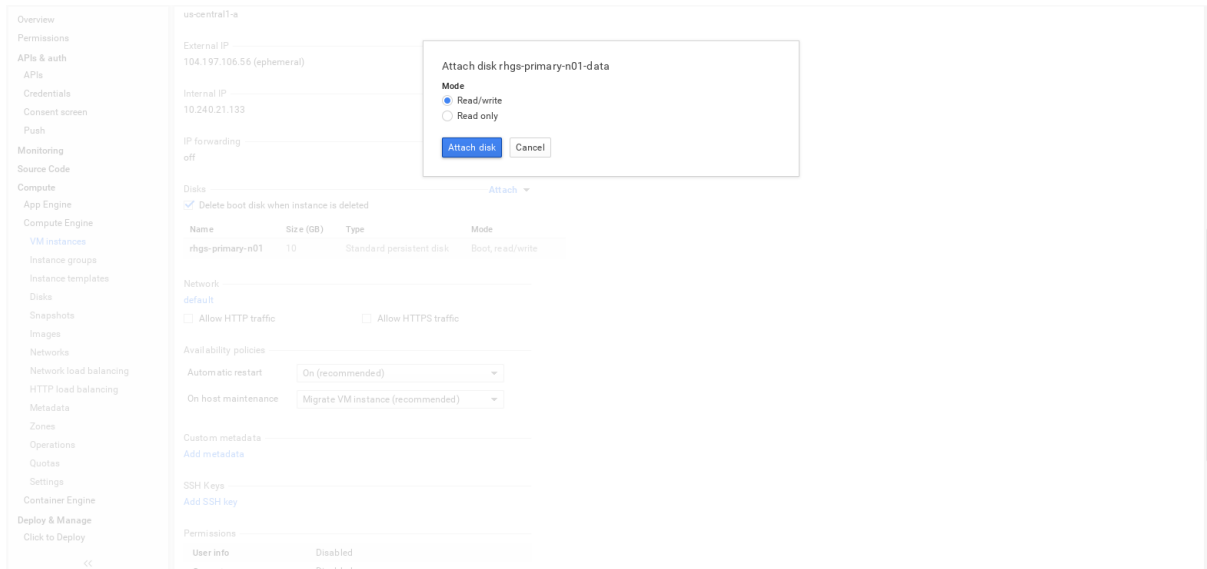 Overview
Permissions
APIs & auth
APIs
Credentials
Consent screen
Push
Monitoring
Source Code
Compute
App Engine
Compute Engine
VM instances
Instance groups
Instance templates
Disks
Snapshots
Images
Networks
Network load balancing
HTTP load balancing
Metadata
Zones
Operations
Quotas
Settings
Container Engine
Deploy & Manage
Click to Deploy
us-central1-a
External IP
104.197.106.56 (ephemeral)
Internal IP
10.240.21.133
IP forwarding
off
Disks Attach
Delete boot disk when instance is deleted
Name Size (GB) Type Mode
rhgs-primary-n01 10 Standard persistent disk Boot, read/write
Network
default
Allow HTTP traffic Allow HTTPS traffic
Availability policies
Automatic restart On (recommended)
On host maintenance Migrate VM instance (recommended)
Custom metadata
Add metadata
SSH Keys
Add SSH key
Permissions
User info Disabled
Attach disk rhgs-primary-n01-data
Mode
Read/write
Read only
Attach disk Cancel